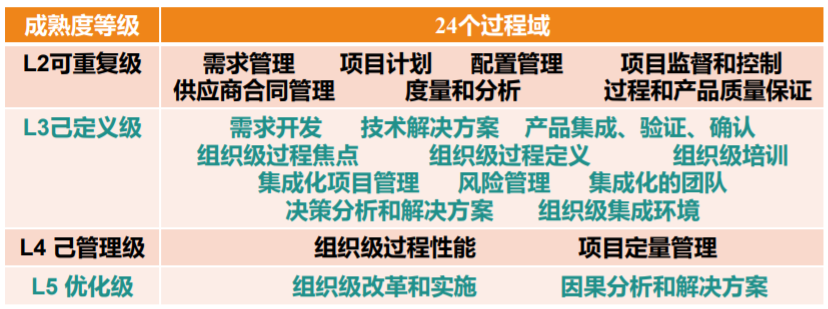 成熟度等级 24个过程域
L2可重复级 需求管理 项目计划 配置管理 项目监督和控制
供应商合同管理 度量和分析 过程和产品质量保证
L3己定义级 需求开发 技术解决方案 产品集成、验证、确认
组织级过程焦点 组织级过程定义 组织级培训
集成化项目管理 风险管理 集成化的团队
决策分析和解决方案 组织级集成环境
L4 己管理级 组织级过程性能 项目定量管理
L5 优化级 组织级改革和实施 因果分析和解决方案